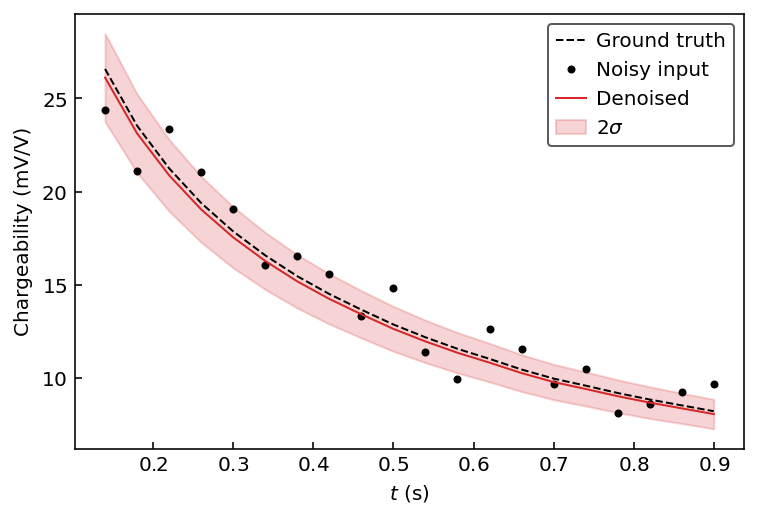 Ground truth
Noisy input
Denoised
2σ
Chargeability (mV/V)
25
20
15
10
0.2 0.3 0.4 0.5 0.6 0.7 0.8 0.9
t (s)